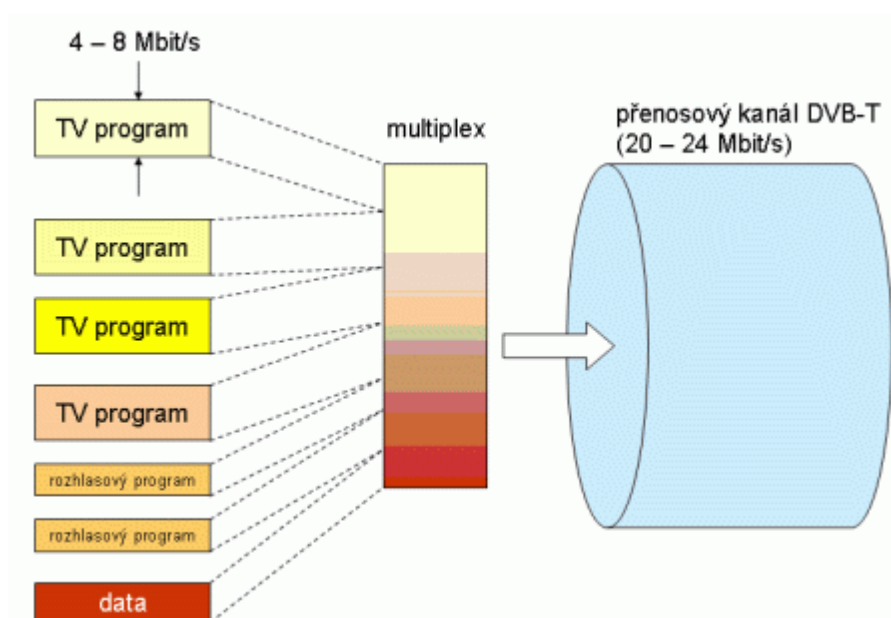 4 – 8 Mbit/s
TV program
multiplex
přenosový kanál DVB-T
(20 – 24 Mbit/s)
TV program
TV program
TV program
rozhlasový program
rozhlasový program
data